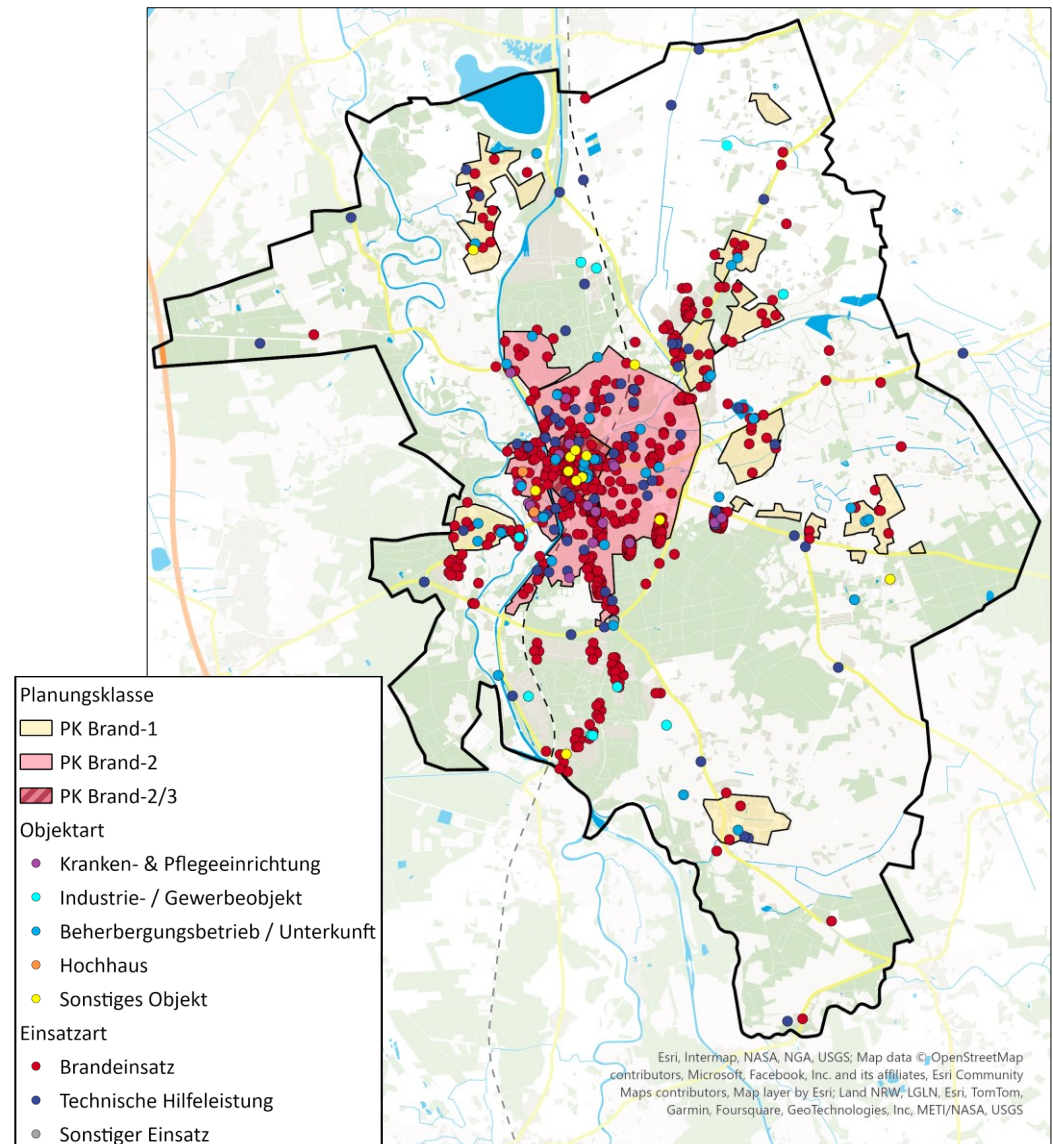 Planungsklasse
PK Brand-1
PK Brand-2
PK Brand-2/3
Objektart
Kranken- & Pflegeeinrichtung
Industrie- / Gewerbeobjekt
Beherbergungsbetrieb / Unterkunft
Hochhaus
Sonstiges Objekt
Einsatzart
Brandeinsatz
Technische Hilfeleistung
Sonstiger Einsatz
Esri, Intermap, NASA, NGA, USGS; Map data © OpenStreetMap
contributors, Microsoft, Facebook, Inc. and its affiliates, Esri Community
Maps contributors, Map layer by Esri; Land NRW, LGLN, Esri, TomTom,
Garmin, Foursquare, GeoTechnologies, Inc, METI/NASA, USGS